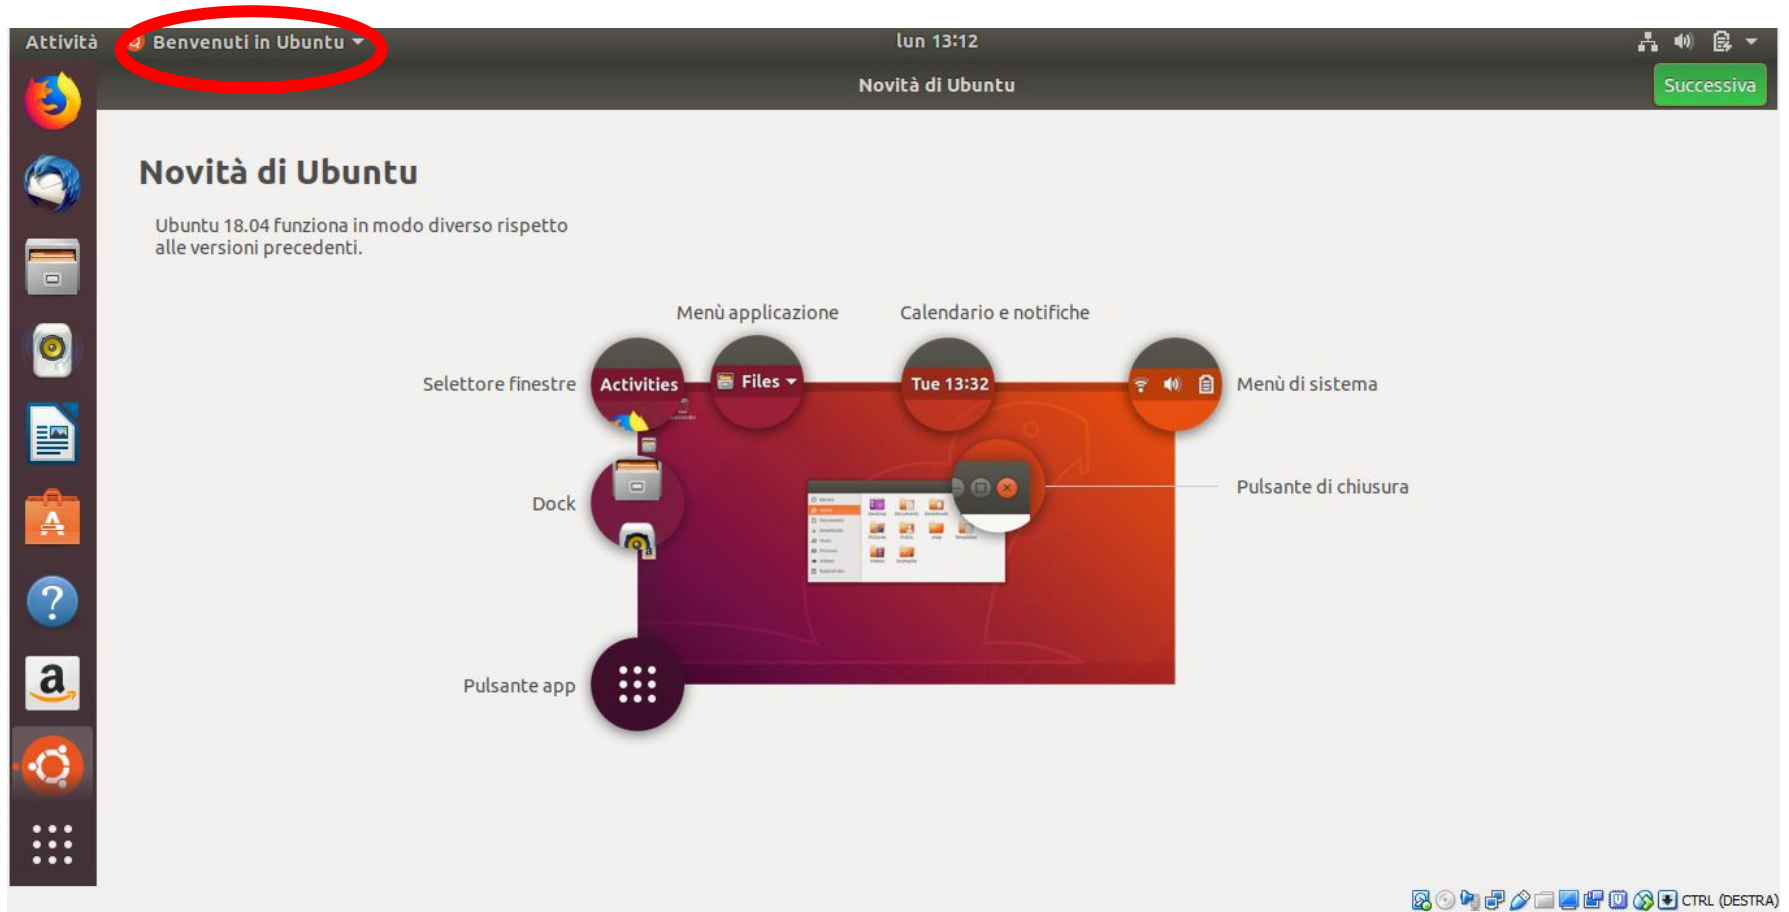 Attività
Benvenuti in Ubuntu
lun 13:12
Novità di Ubuntu
Successiva
Novità di Ubuntu
Ubuntu 18.04 funziona in modo diverso rispetto
alle versioni precedenti.
Menù applicazione
Calendario e notifiche
Selettore finestre
Activities
Files
Tue 13:32
Menù di sistema
Pulsante di chiusura
Dock
Pulsante app
CTRL (DESTRA)